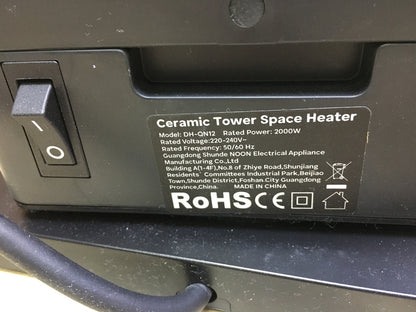 Ceramic Tower Space Heater
Model: DH-QN12 Rated Power: 2000W
Rated Voltage:220-240V~
Rated Frequency: 50/60 Hz
Guangdong Shunde NOON Electrical Appliance
Manufacturing Co.,Ltd
Building A(1-4F),No.8 of Zhiye Road,Shunjiang
Residents' Committees Industrial Park,Beijiao
Town,Shunde District,Foshan.City Guangdong
Province,China. MADE IN CHINA
RoHS CE
I
O